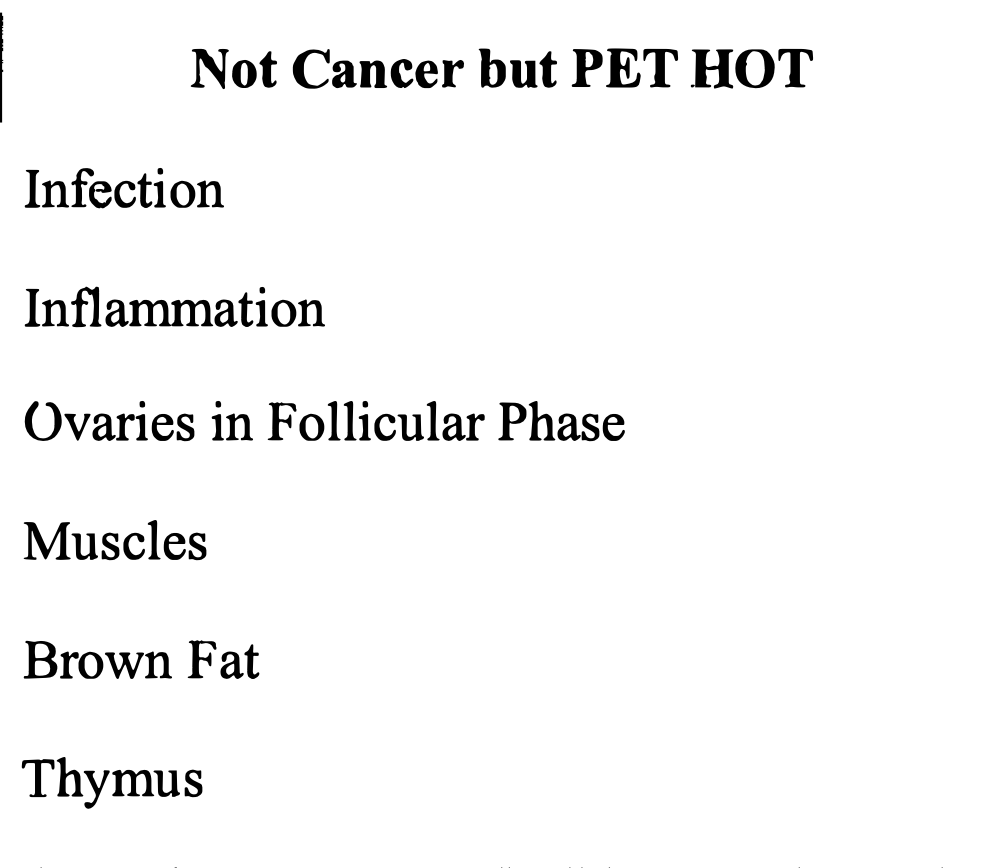 Not Cancer but PET HOT
Infection
Inflammation
Ovaries in Follicular Phase
Muscles
Brown Fat
Thymus